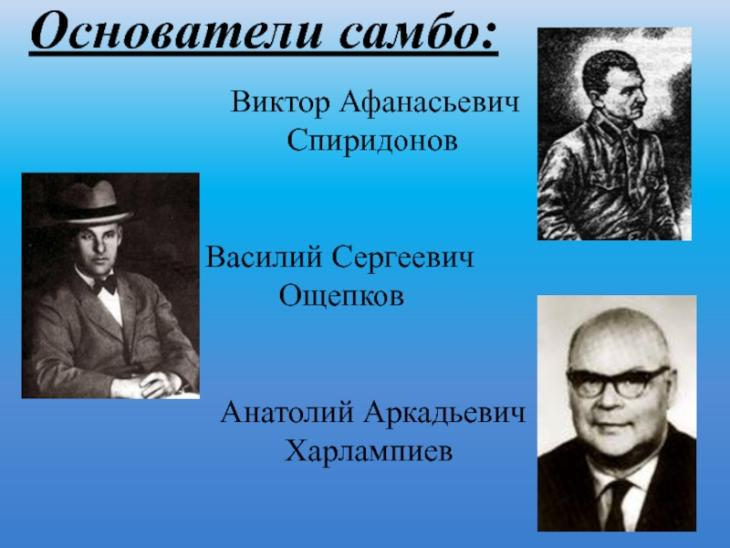 Основатели самбо:
Виктор Афанасьевич
Спиридонов
Василий Сергеевич
Ощепков
Анатолий Аркадьевич
Харлампиев